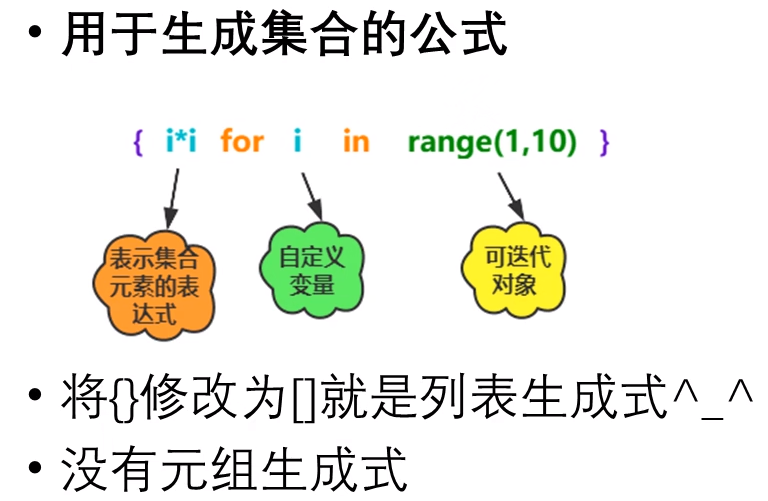 • 用于生成集合的公式
{ i*i for i in range(1,10) }
表示集合
元素的表
达式
自定义
变量
可迭代
对象
• 将{}修改为[]就是列表生成式^_^
• 没有元组生成式